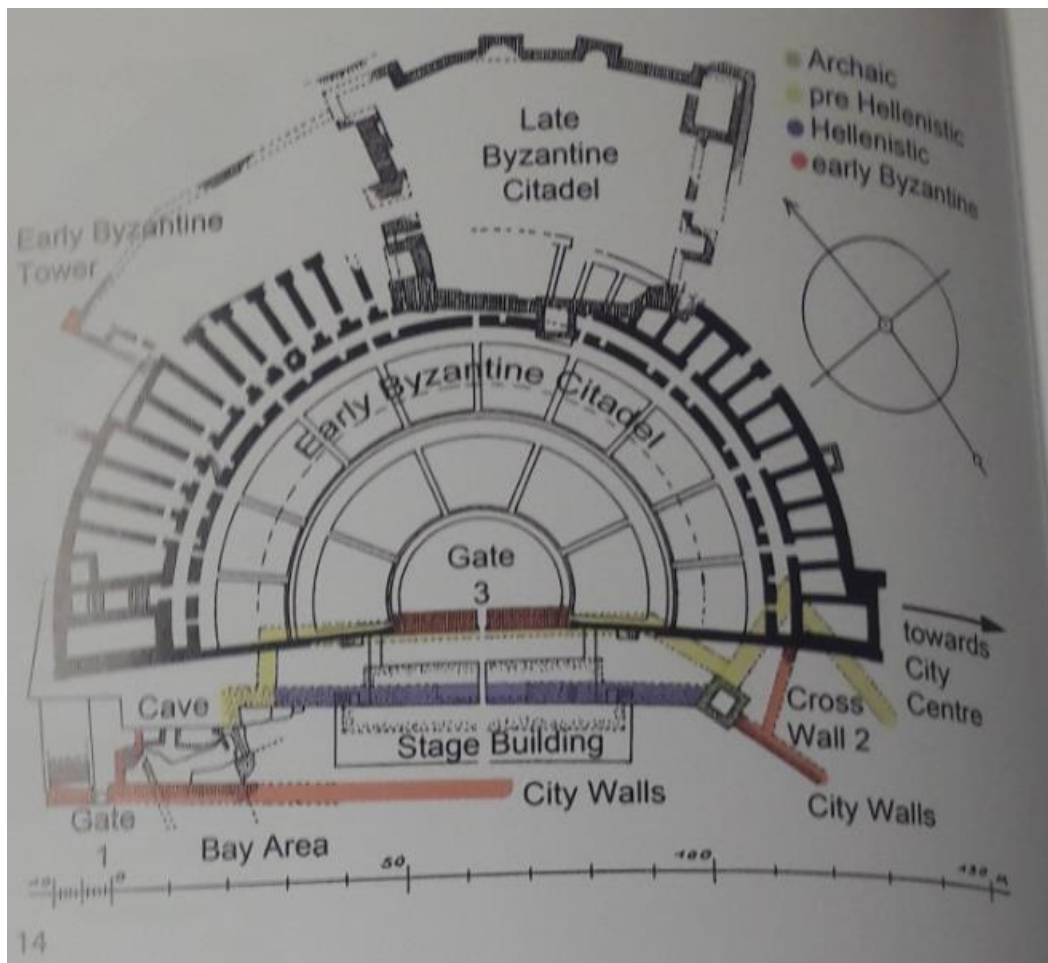 Archaic
pre Hellenistic
Hellenistic
early Byzantine
Late
Byzantine
Citadel
Early Byzantine
Tower
Early Byzantine Citadel
Gate
3
towards
City
Centre
Cave
Cross
Wall 2
Stage Building
City Walls
City Walls
Gate
1
Bay Area
10 0 50 100 150 M
14